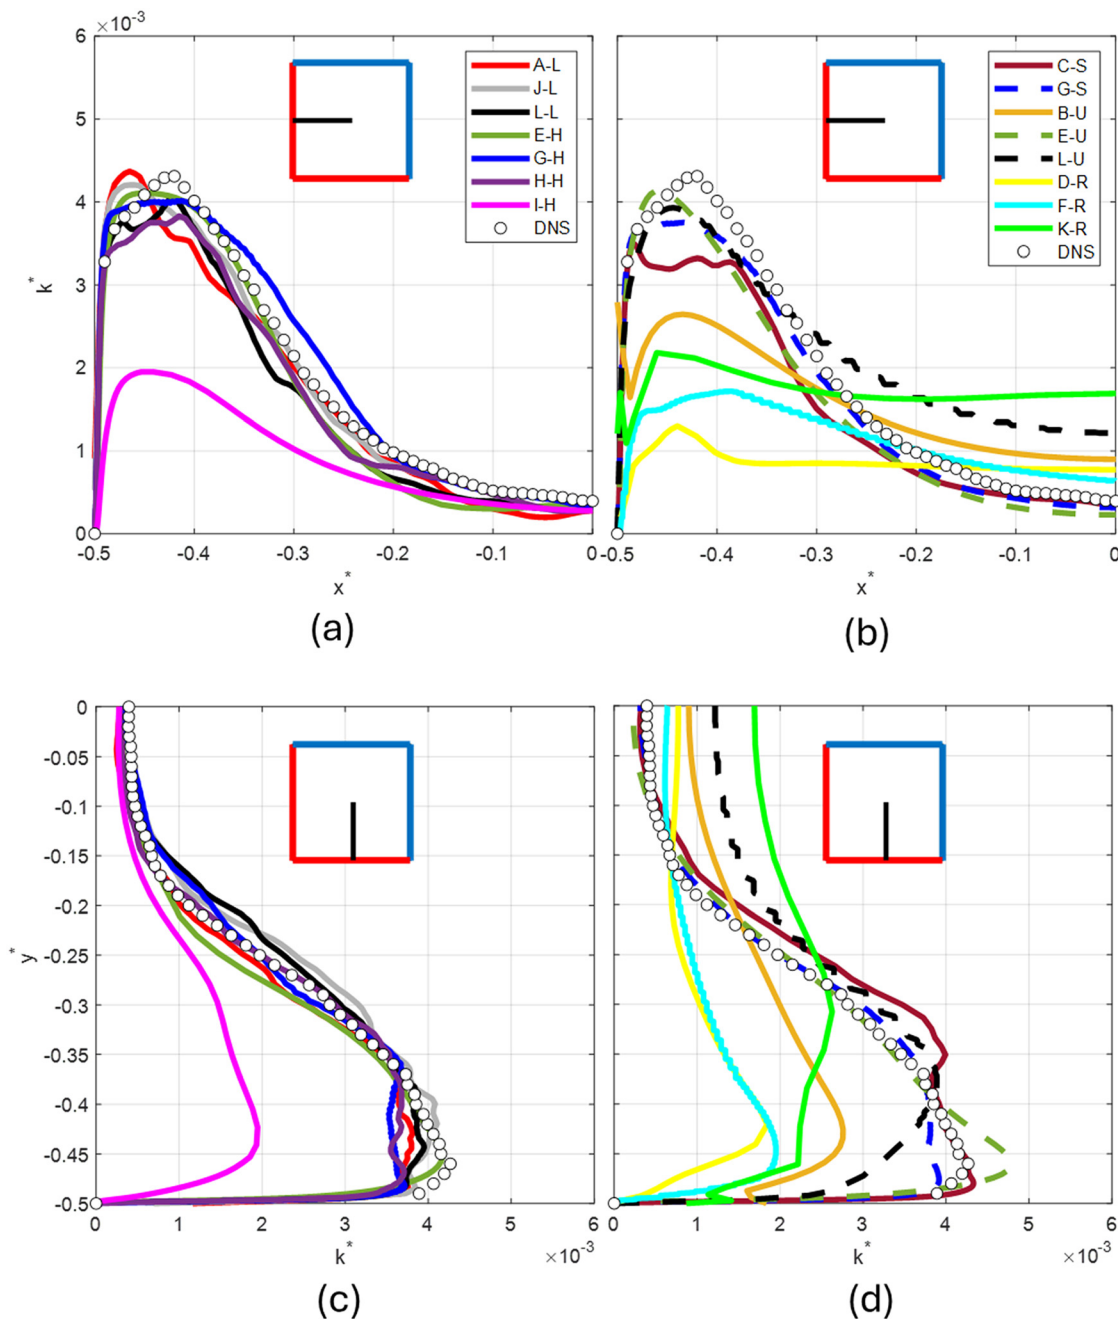 ×10⁻³
6
5
4
3
2
1
0
k*
-0.5
-0.4
-0.3
-0.2
-0.1
0
x*
A-L
J-L
L-L
E-H
G-H
H-H
I-H
DNS
(a)
-0.5
-0.4
-0.3
-0.2
-0.1
0
x*
C-S
G-S
B-U
E-U
L-U
D-R
F-R
K-R
DNS
(b)
0
-0.05
-0.1
-0.15
-0.2
-0.25
-0.3
-0.35
-0.4
-0.45
-0.5
y*
0
1
2
3
4
5
6
k*
×10⁻³
(c)
0
1
2
3
4
5
6
k*
×10⁻³
(d)